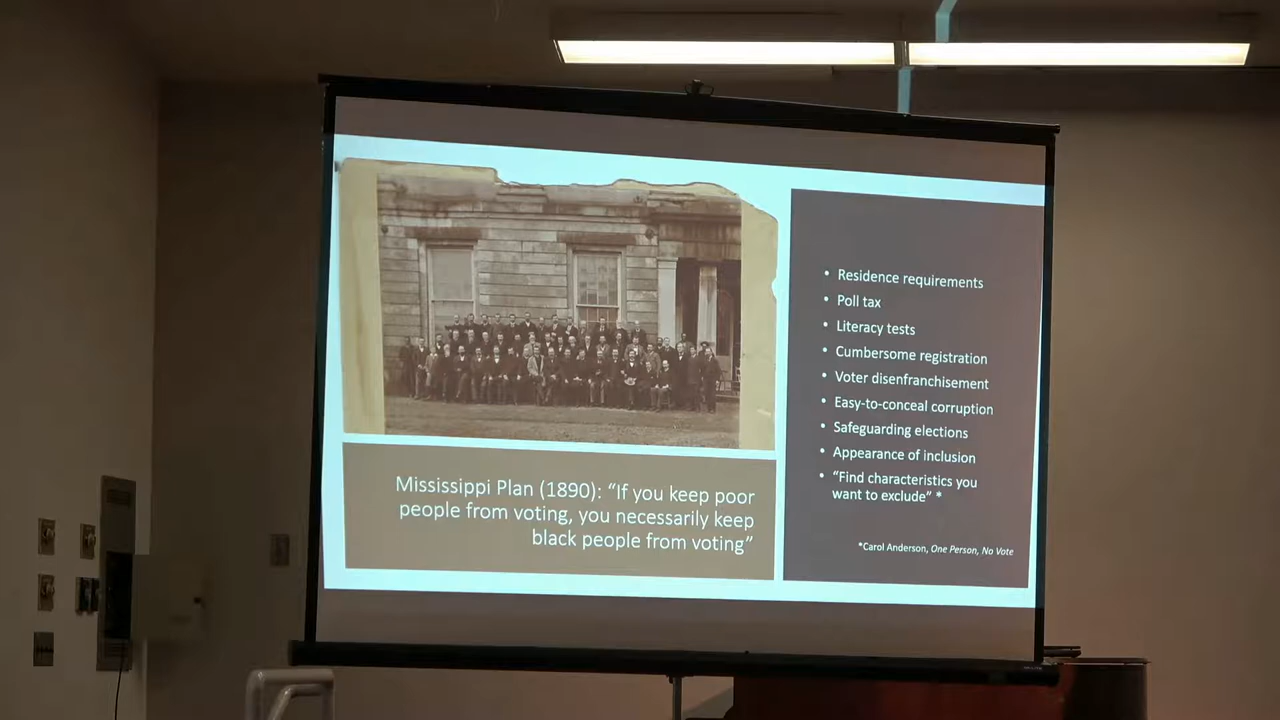 Mississippi Plan (1890): “If you keep poor
people from voting, you necessarily keep
black people from voting”
• Residence requirements
• Poll tax
• Literacy tests
• Cumbersome registration
• Voter disenfranchisement
• Easy-to-conceal corruption
• Safeguarding elections
• Appearance of inclusion
• “Find characteristics you
want to exclude” *
*Carol Anderson, One Person, No Vote